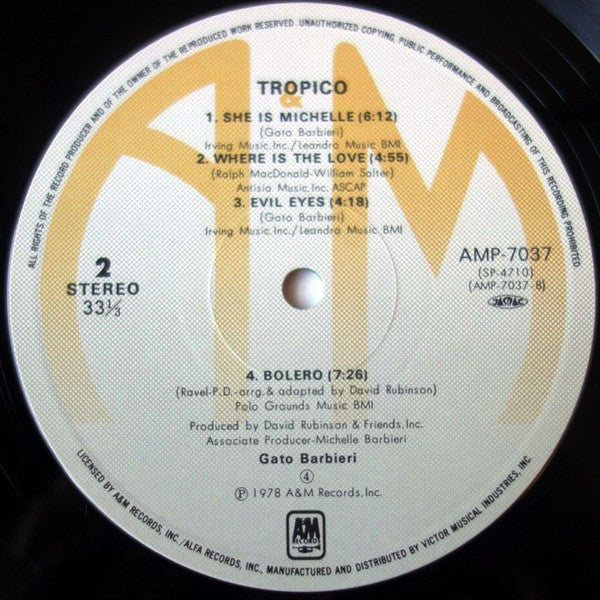 ALL RIGHTS OF THE RECORD PRODUCER AND OF THE OWNER OF THE REPRODUCED WORK RESERVED. UNAUTHORIZED COPYING, PUBLIC PERFORMANCE AND BROADCASTING OF THIS RECORD PROHIBITED
A&M
TROPICO
1. SHE IS MICHELLE (6:12)
(Gato Barbieri)
Irving Music.Inc./Leandra Music BMI
2. WHERE IS THE LOVE (4:55)
(Ralph MacDonald-William Salter)
Antisia Music.Inc. ASCAP
3. EVIL EYES (4:18)
(Gato Barbieri)
Irving Music.Inc./Leandra Music.BMI
2
STEREO
33⅓
AMP-7037
(SP-4710)
(AMP-7037-B)
JASRAC
4. BOLERO (7:26)
(Ravel-P.D.-arrg.& adapted by David Rubinson)
Polo Grounds Music BMI
Produced by David Rubinson & Friends.Inc.
Associate Producer-Michelle Barbieri
Gato Barbieri
④
Ⓟ 1978 A&M Records.Inc.
A&M
RECORDS
LICENSED BY A&M RECORDS, INC./ALFA RECORDS, INC., MANUFACTURED AND DISTRIBUTED BY VICTOR MUSICAL INDUSTRIES, INC.